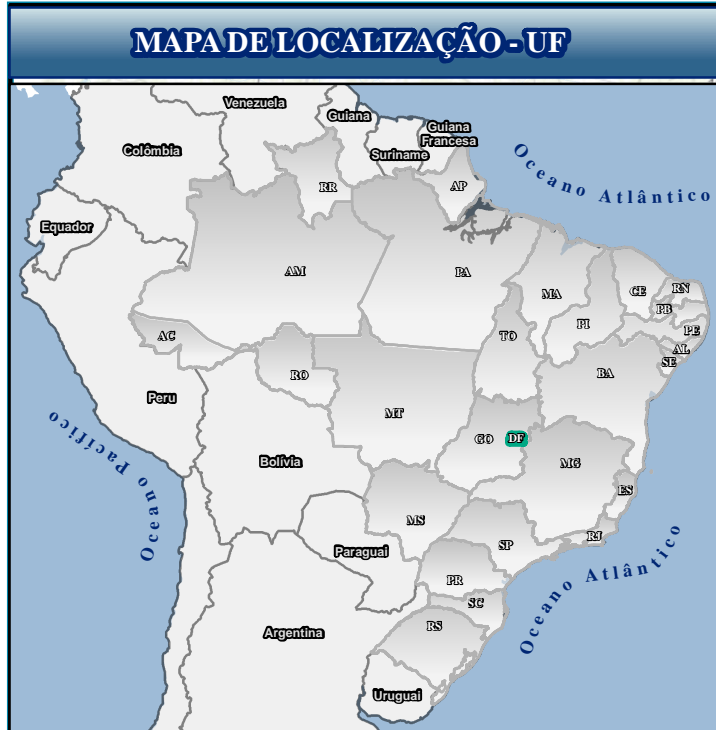 MAPA DE LOCALIZAÇÃO - UF
Venezuela
Guiana
Guiana
Francesa
Suriname
Colômbia
Oceano Atlântico
RR
AP
Equador
AM
PA
MA
CE
RN
PB
PI
PE
AC
TO
AL
SE
RO
BA
Peru
MT
GO
DF
Oceano Pacífico
Bolívia
MG
ES
MS
RJ
SP
Paraguai
Oceano Atlântico
PR
SC
RS
Argentina
Uruguai